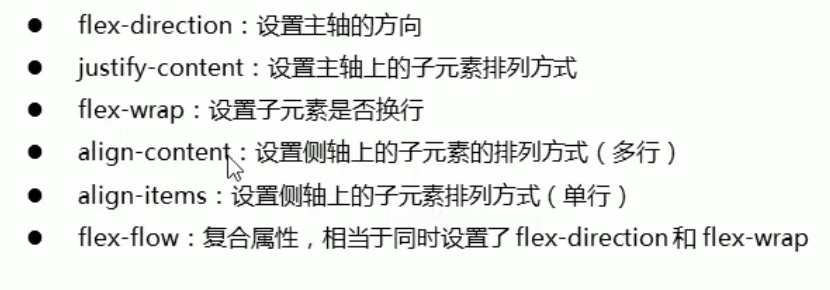 ● flex-direction：设置主轴的方向
● justify-content：设置主轴上的子元素排列方式
● flex-wrap：设置子元素是否换行
● align-content：设置侧轴上的子元素的排列方式（多行）
● align-items：设置侧轴上的子元素排列方式（单行）
● flex-flow：复合属性，相当于同时设置了 flex-direction 和 flex-wrap